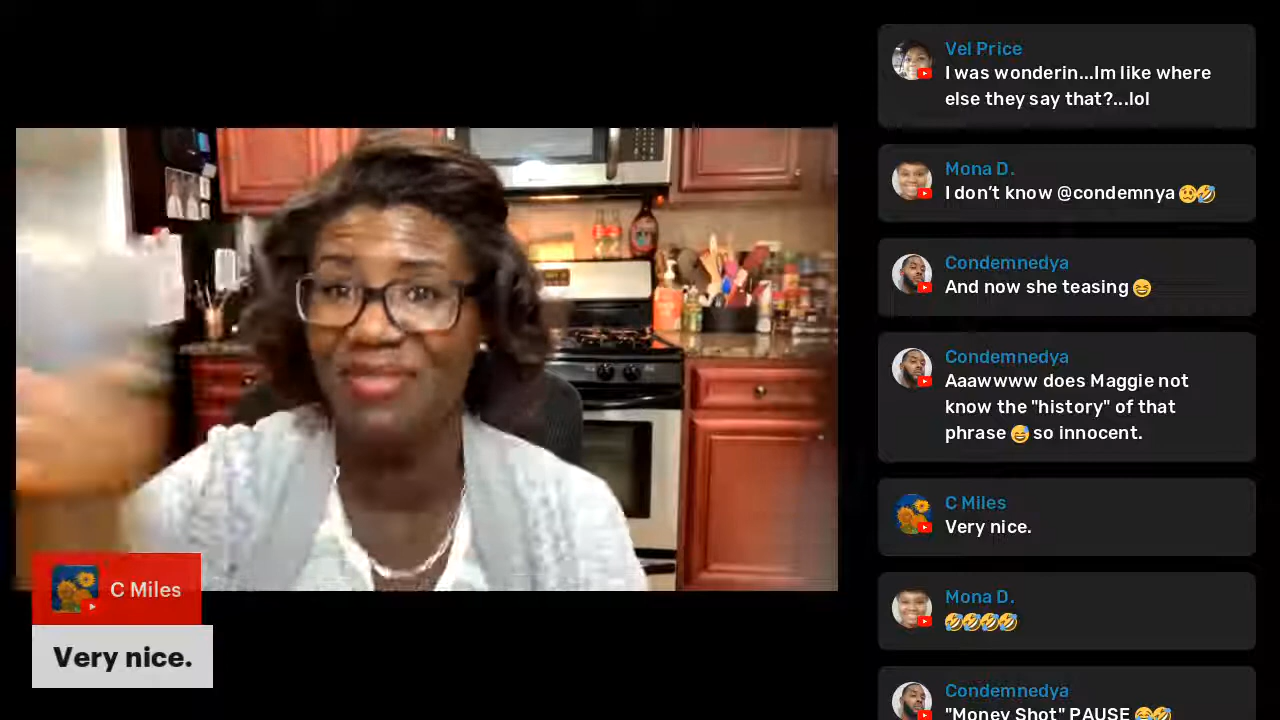 Vel Price
I was wonderin...Im like where
else they say that?...lol
Mona D.
I don’t know @condemnya 🤨🤣
Condemnedya
And now she teasing 😆
Condemnedya
Aaawwww does Maggie not
know the "history" of that
phrase 😅 so innocent.
C Miles
Very nice.
Mona D.
🤣🤣🤣🤣
Condemnedya
"Money Shot" PAUSE 😂🤣
C Miles
Very nice.